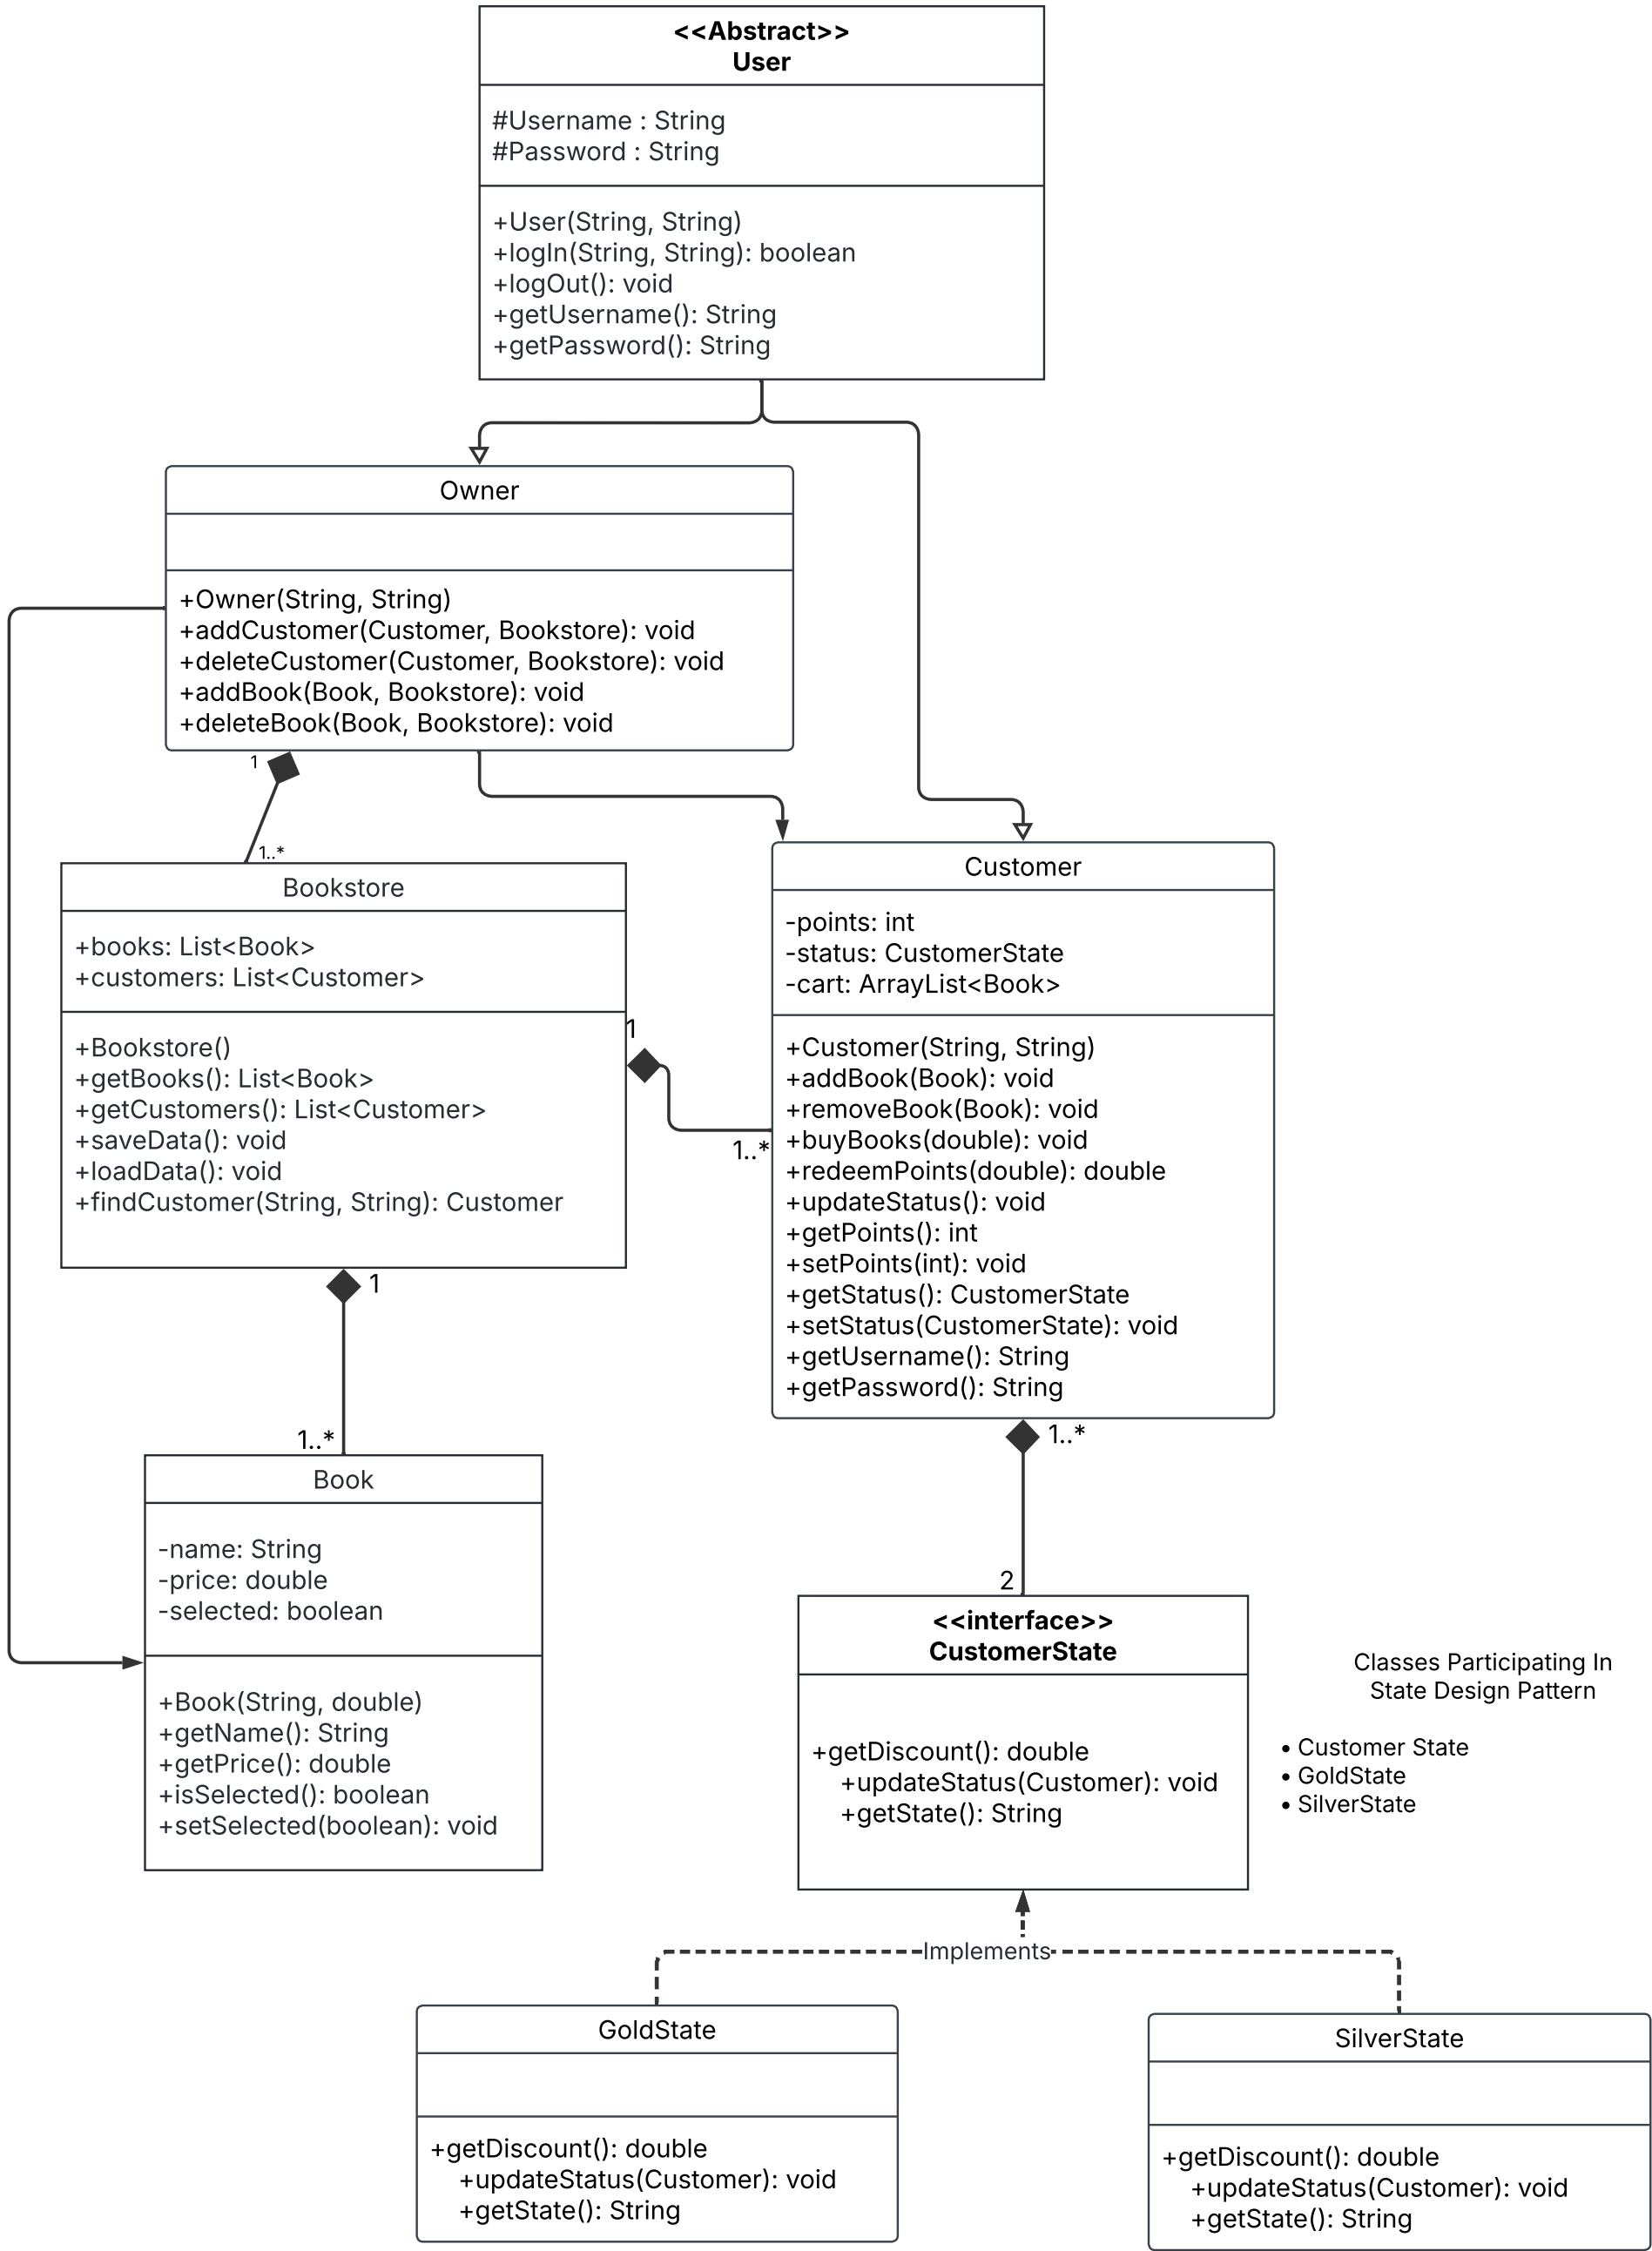 <<Abstract>>
User
#Username : String
#Password : String
+User(String, String)
+logIn(String, String): boolean
+logOut(): void
+getUsername(): String
+getPassword(): String
Owner
+Owner(String, String)
+addCustomer(Customer, Bookstore): void
+deleteCustomer(Customer, Bookstore): void
+addBook(Book, Bookstore): void
+deleteBook(Book, Bookstore): void
1
1..*
Bookstore
+books: List<Book>
+customers: List<Customer>
+Bookstore()
+getBooks(): List<Book>
+getCustomers(): List<Customer>
+saveData(): void
+loadData(): void
+findCustomer(String, String): Customer
1
1..*
Customer
-points: int
-status: CustomerState
-cart: ArrayList<Book>
+Customer(String, String)
+addBook(Book): void
+removeBook(Book): void
+buyBooks(double): void
+redeemPoints(double): double
+updateStatus(): void
+getPoints(): int
+setPoints(int): void
+getStatus(): CustomerState
+setStatus(CustomerState): void
+getUsername(): String
+getPassword(): String
1
1..*
Book
-name: String
-price: double
-selected: boolean
+Book(String, double)
+getName(): String
+getPrice(): double
+isSelected(): boolean
+setSelected(boolean): void
1..*
2
<<interface>>
CustomerState
+getDiscount(): double
+updateStatus(Customer): void
+getState(): String
Classes Participating In
State Design Pattern
• Customer State
• GoldState
• SilverState
Implements
GoldState
+getDiscount(): double
+updateStatus(Customer): void
+getState(): String
SilverState
+getDiscount(): double
+updateStatus(Customer): void
+getState(): String